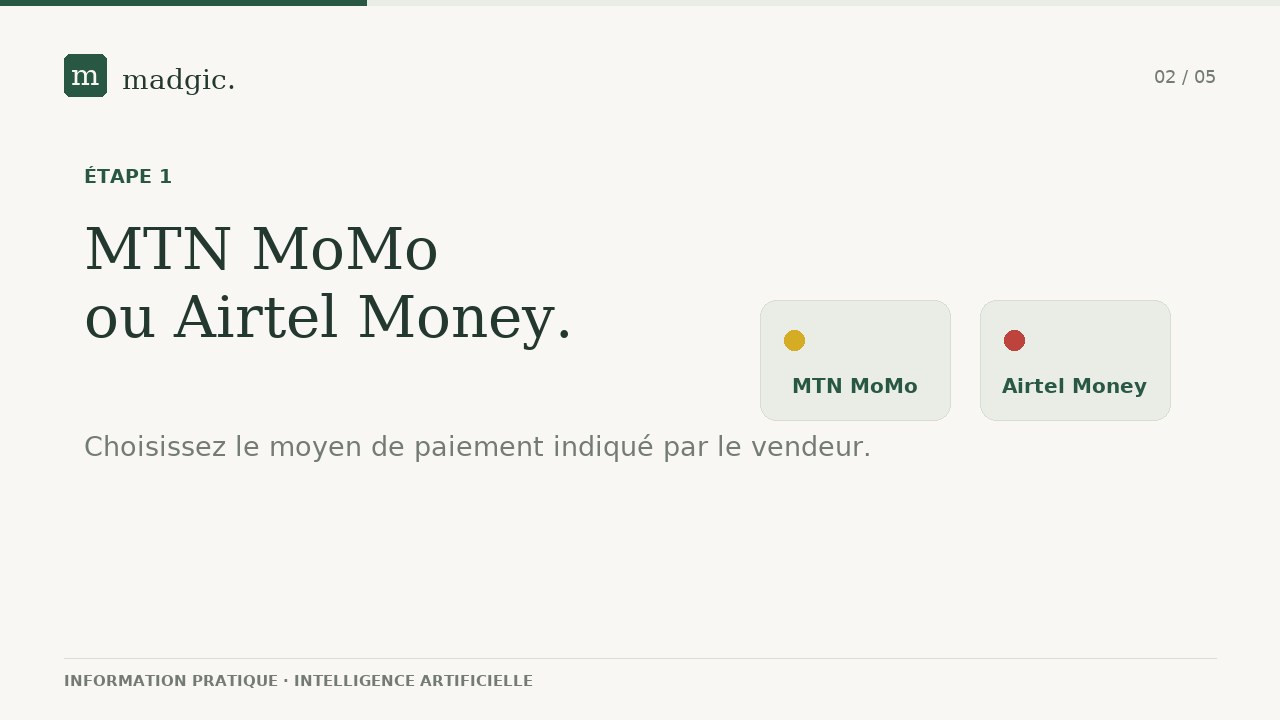 m madgic.
02 / 05
ÉTAPE 1
MTN MoMo
ou Airtel Money.
MTN MoMo
Airtel Money
Choisissez le moyen de paiement indiqué par le vendeur.
INFORMATION PRATIQUE · INTELLIGENCE ARTIFICIELLE